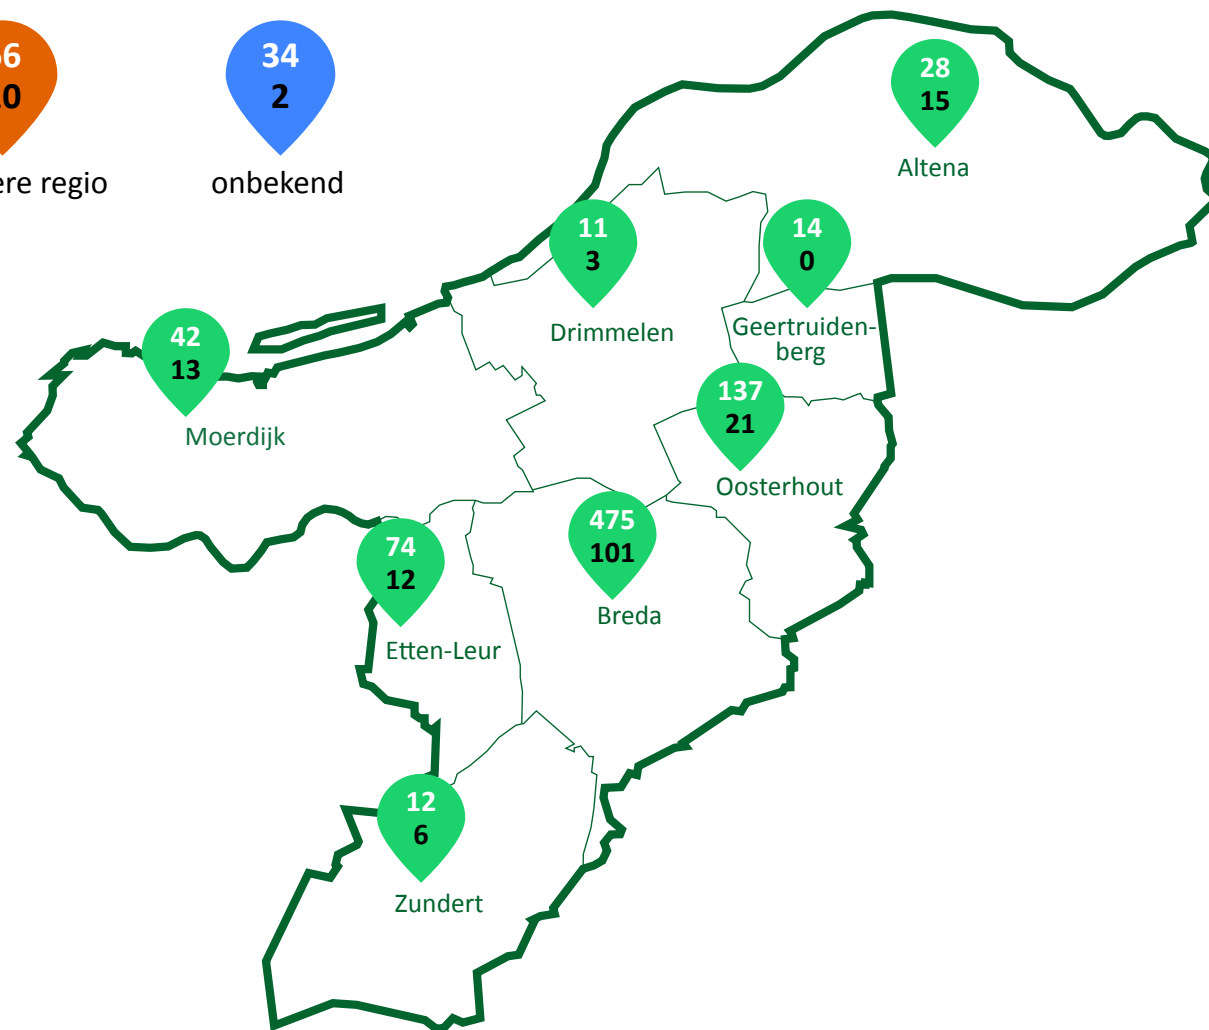 34
2
onbekend
28
15
Altena
11
3
Drimmelen
14
0
Geertruiden-
berg
42
13
Moerdijk
137
21
Oosterhout
475
101
Breda
74
12
Etten-Leur
12
6
Zundert
regio